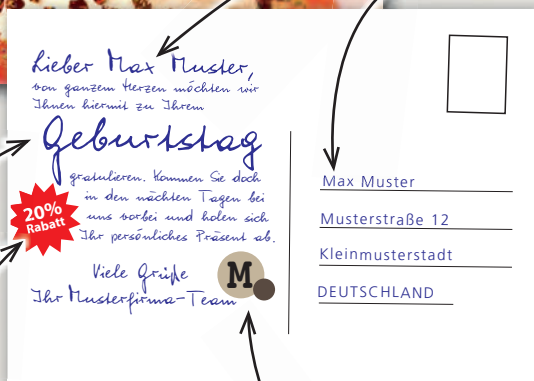 Lieber Max Muster,
von ganzem Herzen möchten wir
Ihnen hiermit zu Ihrem
Geburtstag
gratulieren. Kommen Sie doch
in den nächten Tagen bei
uns vorbei und holen sich
Ihr persönliches Präsent ab.
20%
Rabatt
Viele Grüße
Ihr Musterfirma-Team
M
Max Muster
Musterstraße 12
Kleinmusterstadt
DEUTSCHLAND